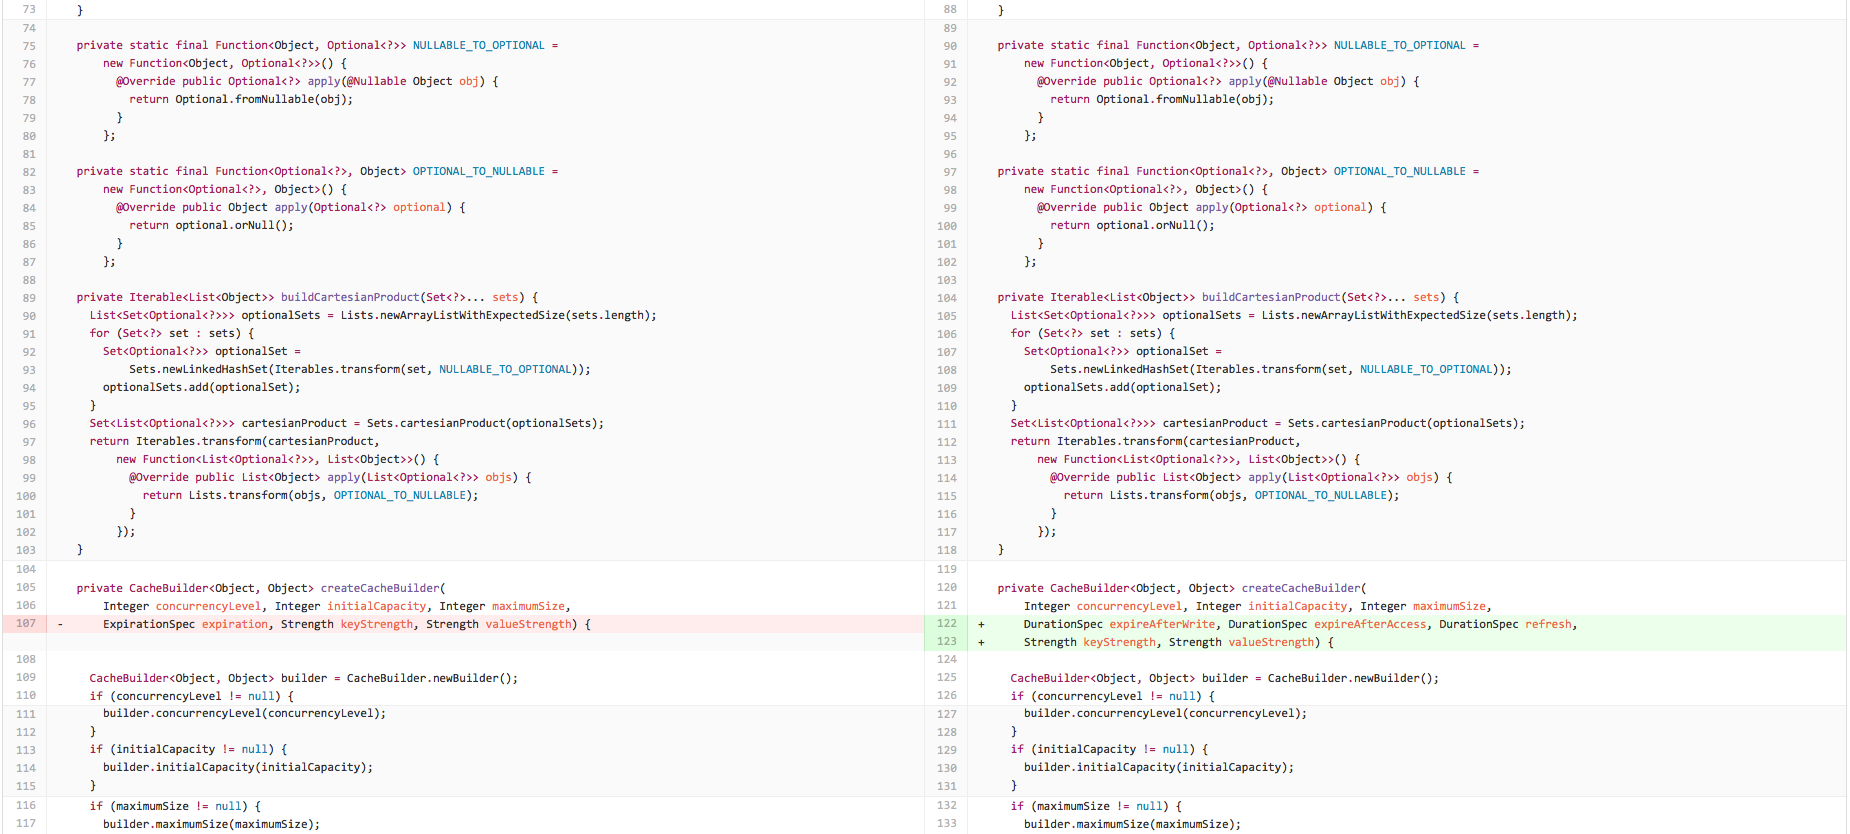 73 }
74
75 private static final Function<Object, Optional<?>> NULLABLE_TO_OPTIONAL =
76 new Function<Object, Optional<?>>() {
77 @Override public Optional<?> apply(@Nullable Object obj) {
78 return Optional.fromNullable(obj);
79 }
80 };
81
82 private static final Function<Optional<?>, Object> OPTIONAL_TO_NULLABLE =
83 new Function<Optional<?>, Object>() {
84 @Override public Object apply(Optional<?> optional) {
85 return optional.orNull();
86 }
87 };
88
89 private Iterable<List<Object>> buildCartesianProduct(Set<?>... sets) {
90 List<Set<Optional<?>>> optionalSets = Lists.newArrayListWithExpectedSize(sets.length);
91 for (Set<?> set : sets) {
92 Set<Optional<?>> optionalSet =
93 Sets.newLinkedHashSet(Iterables.transform(set, NULLABLE_TO_OPTIONAL));
94 optionalSets.add(optionalSet);
95 }
96 Set<List<Optional<?>>> cartesianProduct = Sets.cartesianProduct(optionalSets);
97 return Iterables.transform(cartesianProduct,
98 new Function<List<Optional<?>>, List<Object>>() {
99 @Override public List<Object> apply(List<Optional<?>> objs) {
100 return Lists.transform(objs, OPTIONAL_TO_NULLABLE);
101 }
102 });
103 }
104
105 private CacheBuilder<Object, Object> createCacheBuilder(
106 Integer concurrencyLevel, Integer initialCapacity, Integer maximumSize,
107 - ExpirationSpec expiration, Strength keyStrength, Strength valueStrength) {
108
109 CacheBuilder<Object, Object> builder = CacheBuilder.newBuilder();
110 if (concurrencyLevel != null) {
111 builder.concurrencyLevel(concurrencyLevel);
112 }
113 if (initialCapacity != null) {
114 builder.initialCapacity(initialCapacity);
115 }
116 if (maximumSize != null) {
117 builder.maximumSize(maximumSize);
88 }
89
90 private static final Function<Object, Optional<?>> NULLABLE_TO_OPTIONAL =
91 new Function<Object, Optional<?>>() {
92 @Override public Optional<?> apply(@Nullable Object obj) {
93 return Optional.fromNullable(obj);
94 }
95 };
96
97 private static final Function<Optional<?>, Object> OPTIONAL_TO_NULLABLE =
98 new Function<Optional<?>, Object>() {
99 @Override public Object apply(Optional<?> optional) {
100 return optional.orNull();
101 }
102 };
103
104 private Iterable<List<Object>> buildCartesianProduct(Set<?>... sets) {
105 List<Set<Optional<?>>> optionalSets = Lists.newArrayListWithExpectedSize(sets.length);
106 for (Set<?> set : sets) {
107 Set<Optional<?>> optionalSet =
108 Sets.newLinkedHashSet(Iterables.transform(set, NULLABLE_TO_OPTIONAL));
109 optionalSets.add(optionalSet);
110 }
111 Set<List<Optional<?>>> cartesianProduct = Sets.cartesianProduct(optionalSets);
112 return Iterables.transform(cartesianProduct,
113 new Function<List<Optional<?>>, List<Object>>() {
114 @Override public List<Object> apply(List<Optional<?>> objs) {
115 return Lists.transform(objs, OPTIONAL_TO_NULLABLE);
116 }
117 });
118 }
119
120 private CacheBuilder<Object, Object> createCacheBuilder(
121 Integer concurrencyLevel, Integer initialCapacity, Integer maximumSize,
122 + DurationSpec expireAfterWrite, DurationSpec expireAfterAccess, DurationSpec refresh,
123 + Strength keyStrength, Strength valueStrength) {
124
125 CacheBuilder<Object, Object> builder = CacheBuilder.newBuilder();
126 if (concurrencyLevel != null) {
127 builder.concurrencyLevel(concurrencyLevel);
128 }
129 if (initialCapacity != null) {
130 builder.initialCapacity(initialCapacity);
131 }
132 if (maximumSize != null) {
133 builder.maximumSize(maximumSize);